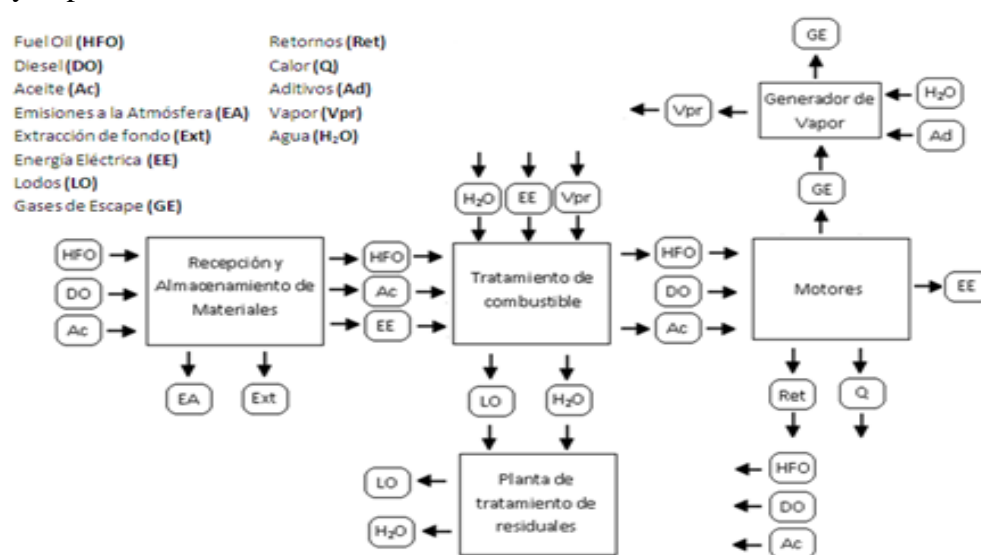 Fuel Oil (HFO)
Diesel (DO)
Aceite (Ac)
Emisiones a la Atmósfera (EA)
Extracción de fondo (Ext)
Energía Eléctrica (EE)
Lodos (LO)
Gases de Escape (GE)
Retornos (Ret)
Calor (Q)
Aditivos (Ad)
Vapor (Vpr)
Agua (H₂O)
GE
Vpr
Generador de
Vapor
H₂O
Ad
GE
H₂O
EE
Vpr
HFO
DO
Ac
Recepción y
Almacenamiento de
Materiales
HFO
Ac
EE
Tratamiento de
combustible
HFO
DO
Ac
Motores
EE
EA
Ext
LO
H₂O
Ret
Q
LO
H₂O
Planta de
tratamiento de
residuales
HFO
DO
Ac